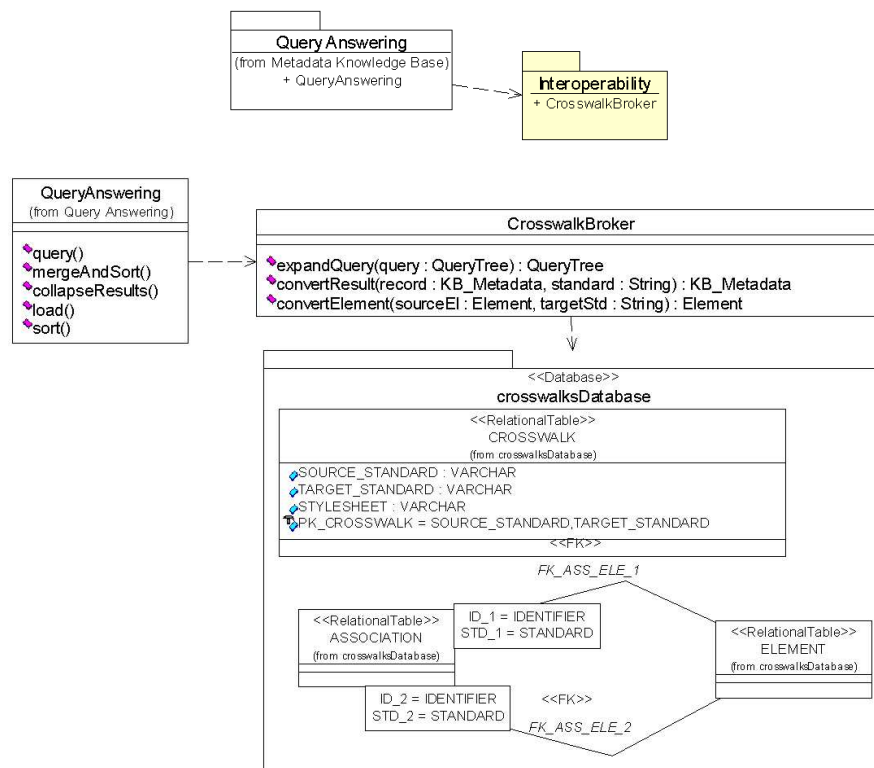 Query Answering
(from Metadata Knowledge Base)
+ QueryAnswering
Interoperability
+ CrosswalkBroker
QueryAnswering
(from Query Answering)
query()
mergeAndSort()
collapseResults()
load()
sort()
CrosswalkBroker
expandQuery(query : QueryTree) : QueryTree
convertResult(record : KB_Metadata, standard : String) : KB_Metadata
convertElement(sourceEl : Element, targetStd : String) : Element
<<Database>>
crosswalksDatabase
<<RelationalTable>>
CROSSWALK
(from crosswalksDatabase)
SOURCE_STANDARD : VARCHAR
TARGET_STANDARD : VARCHAR
STYLESHEET : VARCHAR
PK_CROSSWALK = SOURCE_STANDARD,TARGET_STANDARD
<<FK>>
FK_ASS_ELE_1
<<RelationalTable>>
ASSOCIATION
(from crosswalksDatabase)
ID_1 = IDENTIFIER
STD_1 = STANDARD
<<RelationalTable>>
ELEMENT
(from crosswalksDatabase)
ID_2 = IDENTIFIER
STD_2 = STANDARD
<<FK>>
FK_ASS_ELE_2